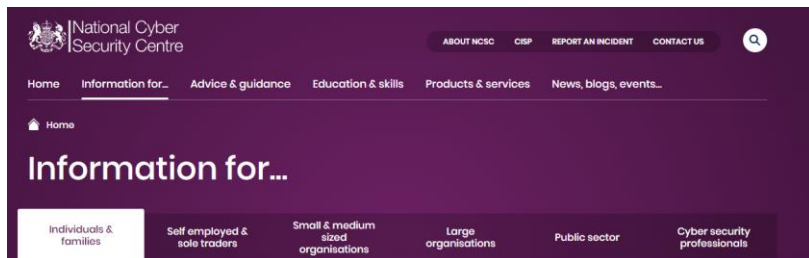 National Cyber
Security Centre
ABOUT NCSC CISP REPORT AN INCIDENT CONTACT US
Home Information for... Advice & guidance Education & skills Products & services News, blogs, events...
Home
Information for...
Individuals & families
Self employed & sole traders
Small & medium sized organisations
Large organisations
Public sector
Cyber security professionals